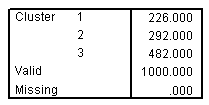 Cluster 1 226.000
2 292.000
3 482.000
Valid 1000.000
Missing .000